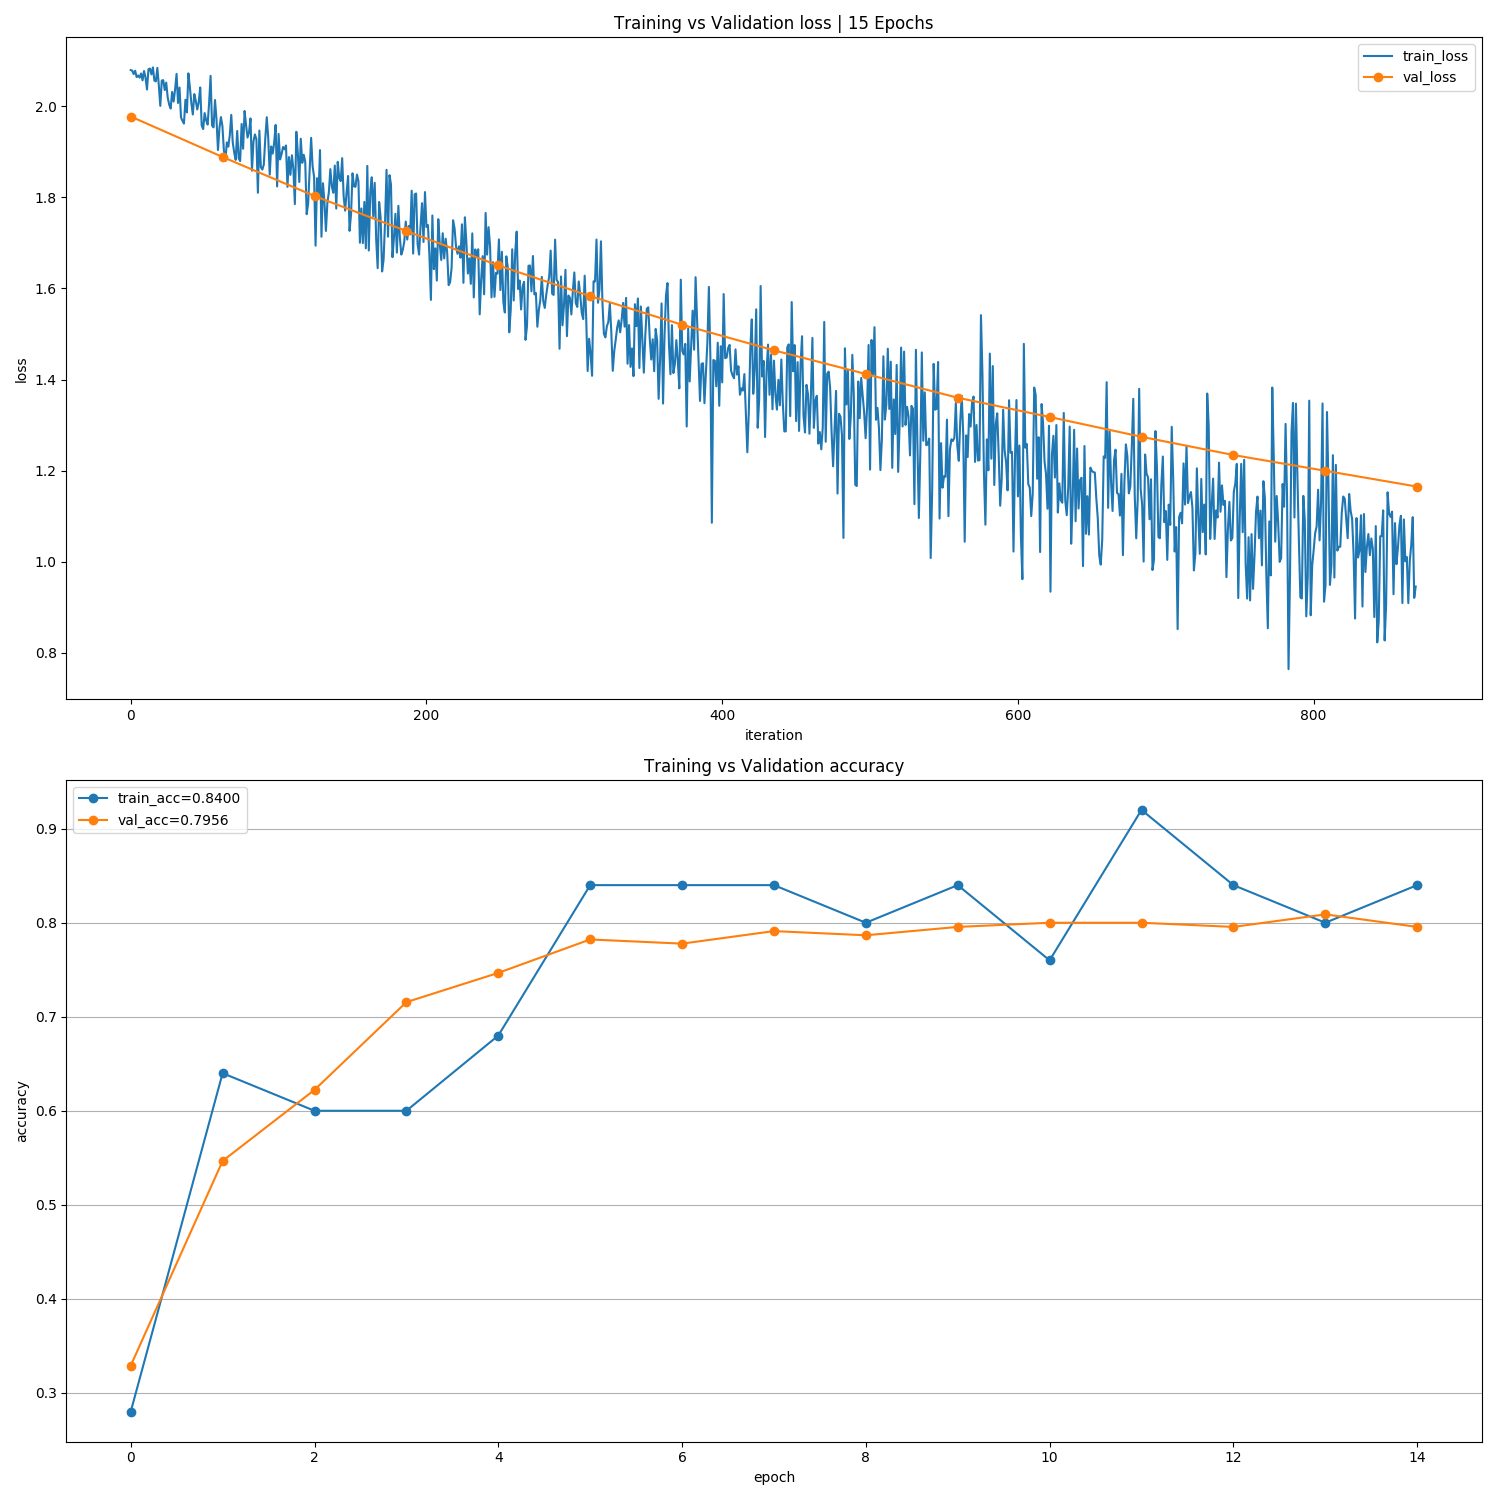 Training vs Validation loss | 15 Epochs
train_loss
val_loss
2.0
1.8
1.6
1.4
1.2
1.0
0.8
loss
0 200 400 600 800
iteration
Training vs Validation accuracy
train_acc=0.8400
val_acc=0.7956
0.9
0.8
0.7
0.6
0.5
0.4
0.3
accuracy
0 2 4 6 8 10 12 14
epoch